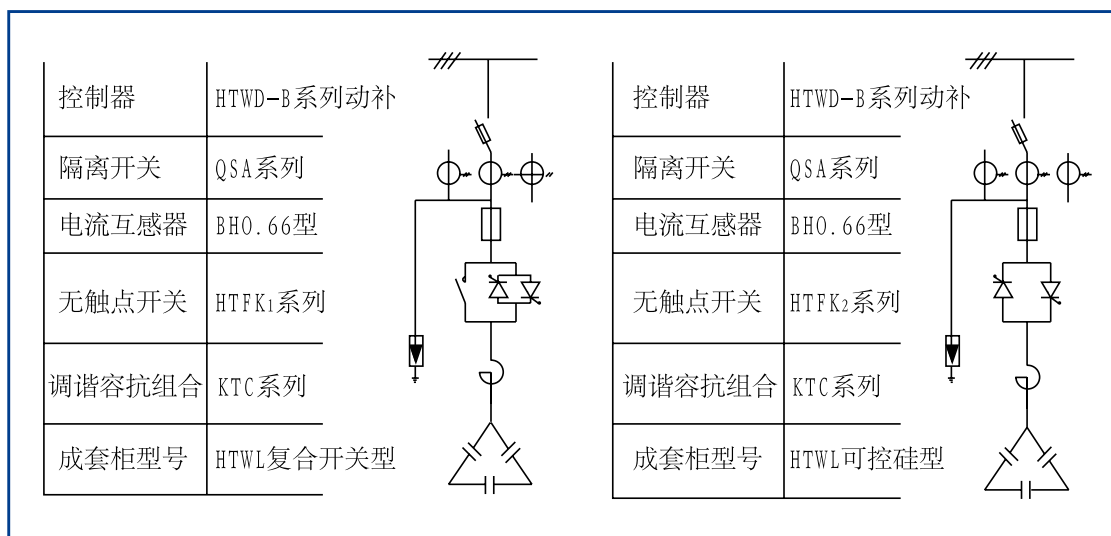 控制器 HTWD-B系列动补
隔离开关 QSA系列
电流互感器 BH0.66型
无触点开关 HTFK1系列
调谐容抗组合 KTC系列
成套柜型号 HTWL复合开关型
控制器 HTWD-B系列动补
隔离开关 QSA系列
电流互感器 BH0.66型
无触点开关 HTFK2系列
调谐容抗组合 KTC系列
成套柜型号 HTWL可控硅型